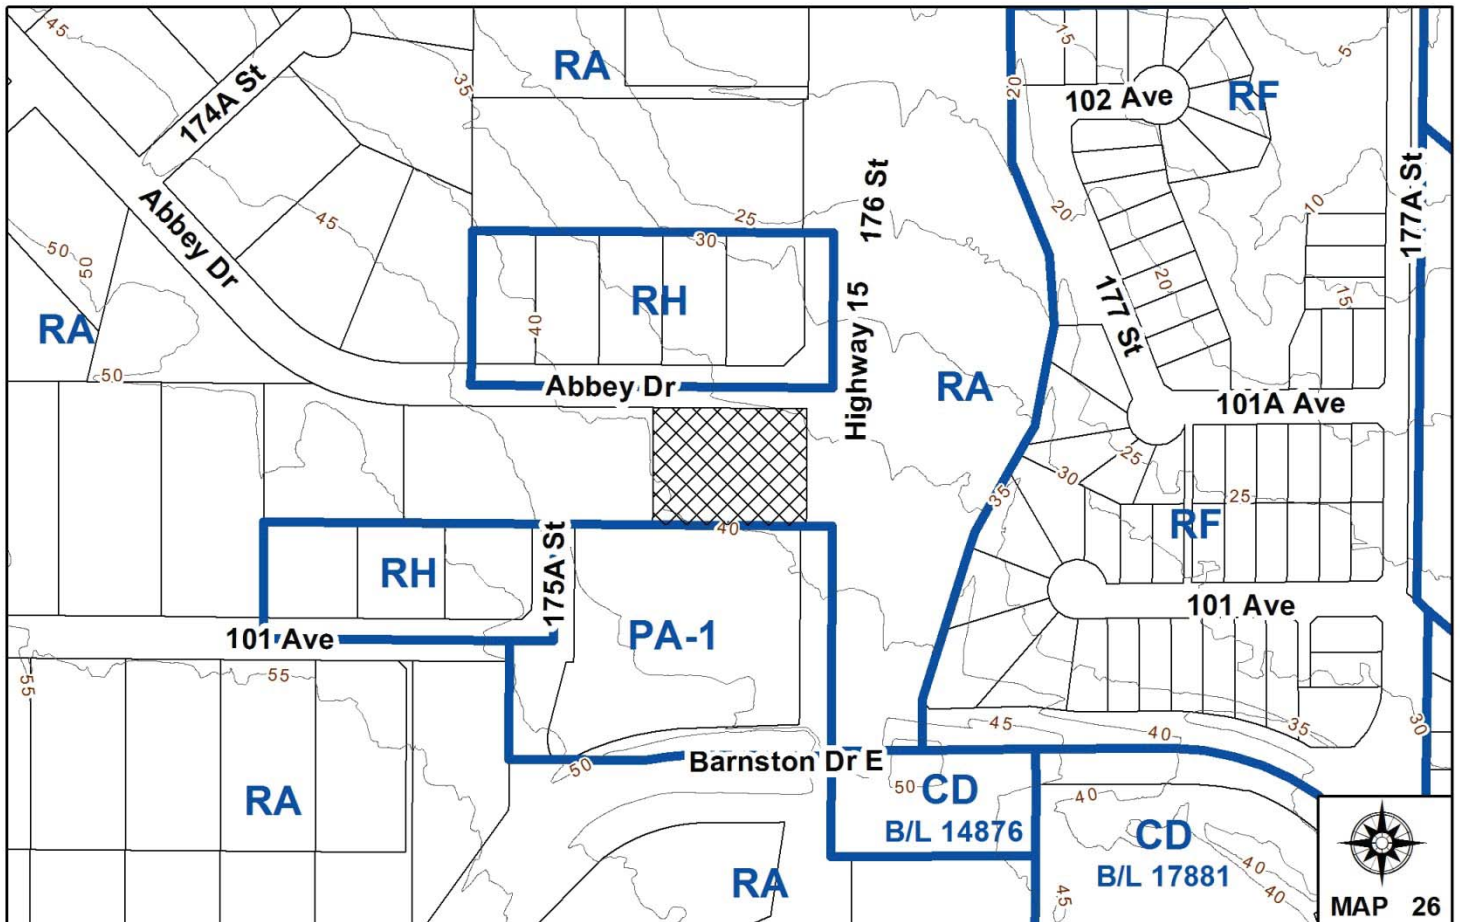 45
174A St
35
RA
15
20
102 Ave
RF
5
177A St
Abbey Dr
45
50
50
RA
50
25
30
176 St
RH
40
Highway 15
Abbey Dr
20
10
20
15
177 St
RA
101A Ave
25
30
35
25
RF
40
RH
175A St
101 Ave
PA-1
101 Ave
55
55
RA
50
Barnston Dr E
45
40
35
30
50
CD
B/L 14876
40
CD
B/L 17881
40
40
45
RA
MAP 26